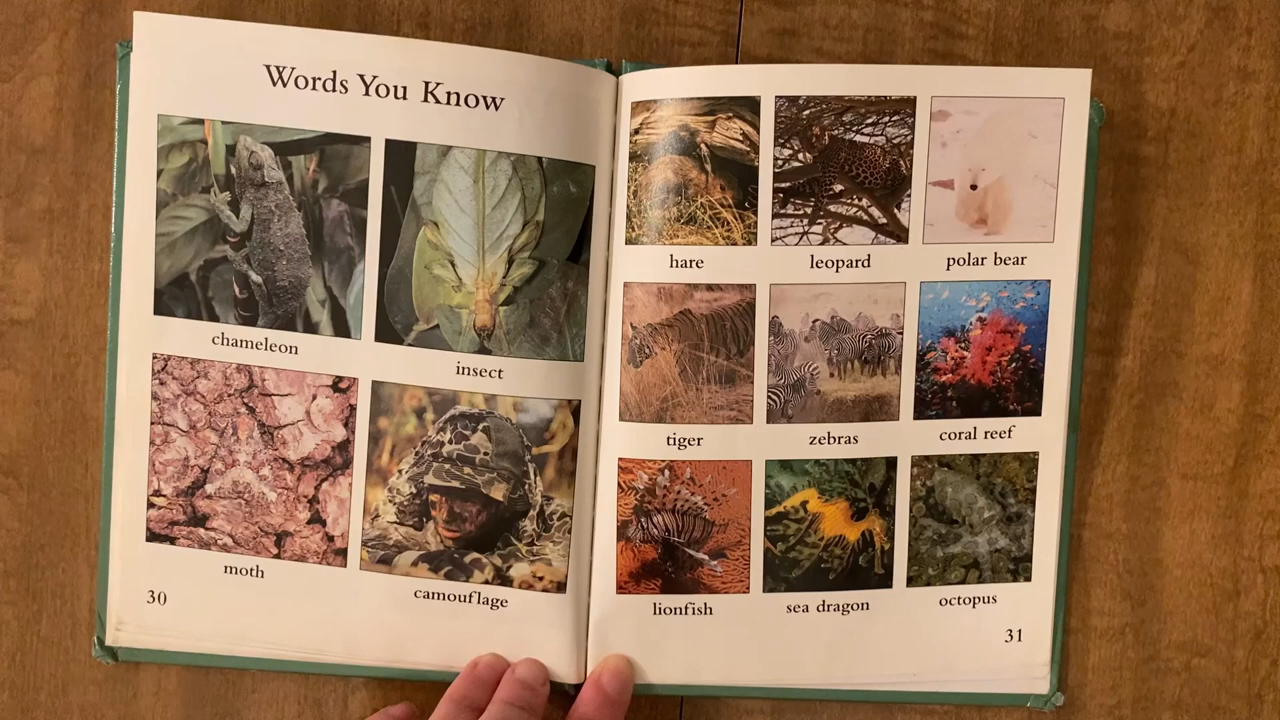 Words You Know
chameleon
insect
moth
camouflage
30
hare
leopard
polar bear
tiger
zebras
coral reef
lionfish
sea dragon
octopus
31